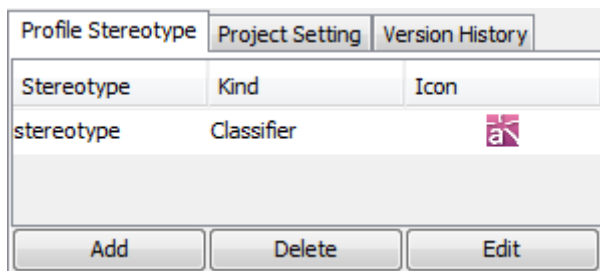 Profile Stereotype Project Setting Version History
Stereotype Kind Icon
stereotype Classifier
Add Delete Edit